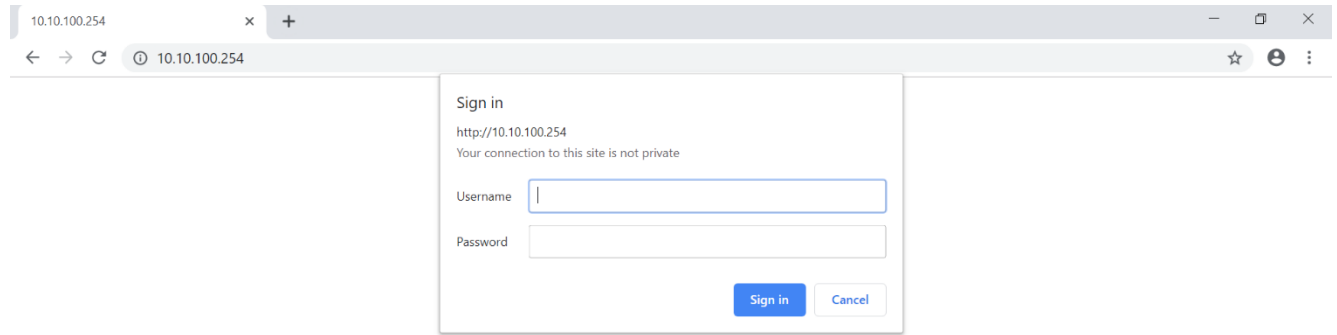 10.10.100.254
10.10.100.254
Sign in
http://10.10.100.254
Your connection to this site is not private
Username
Password
Sign in Cancel